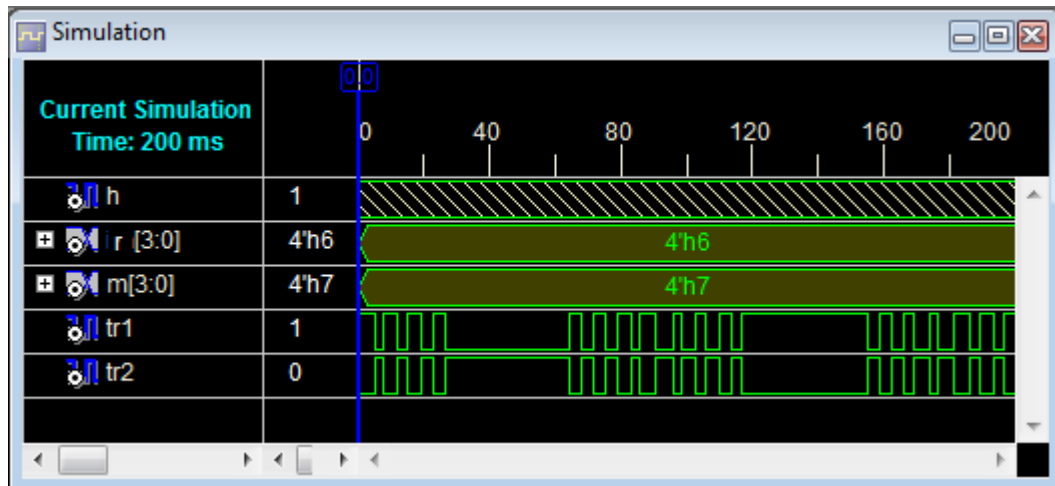 Simulation
0.0
Current Simulation
Time: 200 ms
0 40 80 120 160 200
h 1
r [3:0] 4'h6 4'h6
m[3:0] 4'h7 4'h7
tr1 1
tr2 0